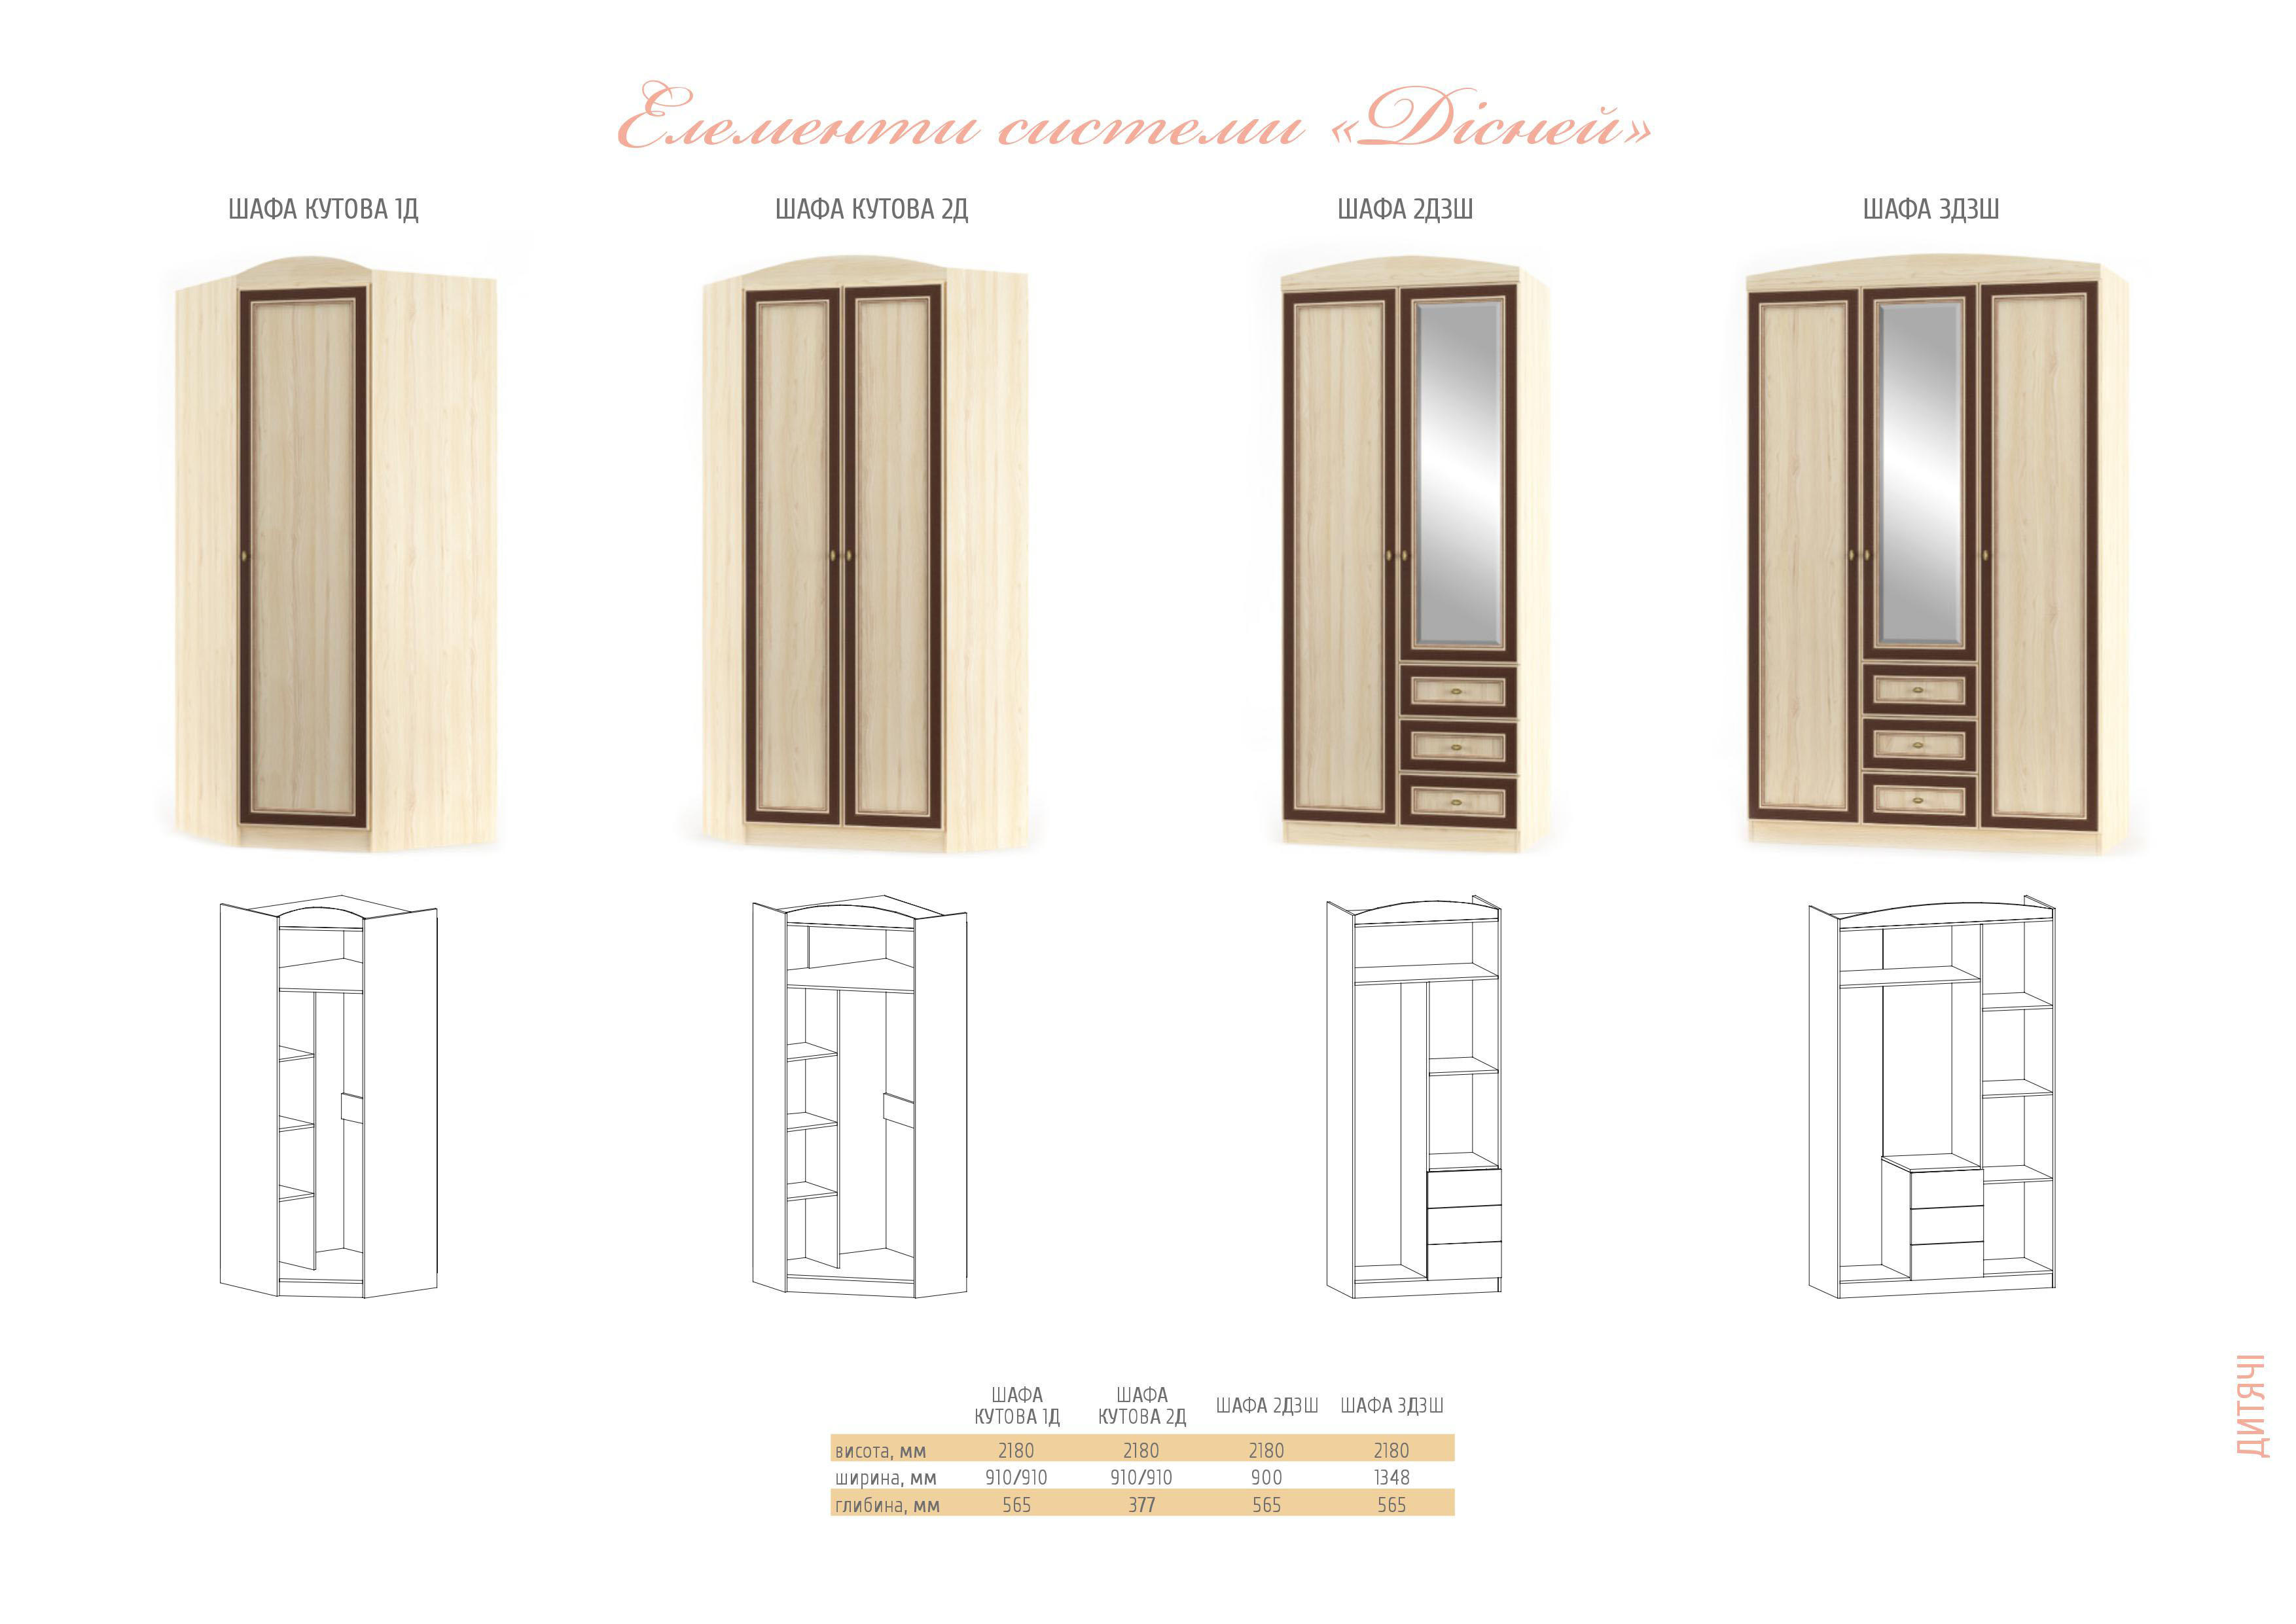 Елементи системи «Дісней»
ШАФА КУТОВА 1Д
ШАФА КУТОВА 2Д
ШАФА 2Д3Ш
ШАФА 3Д3Ш
ШАФА КУТОВА 1Д
ШАФА КУТОВА 2Д
ШАФА 2Д3Ш
ШАФА 3Д3Ш
висота, мм 2180 2180 2180 2180
ширина, мм 910/910 910/910 900 1348
глибина, мм 565 377 565 565
ДИТЯЧІ